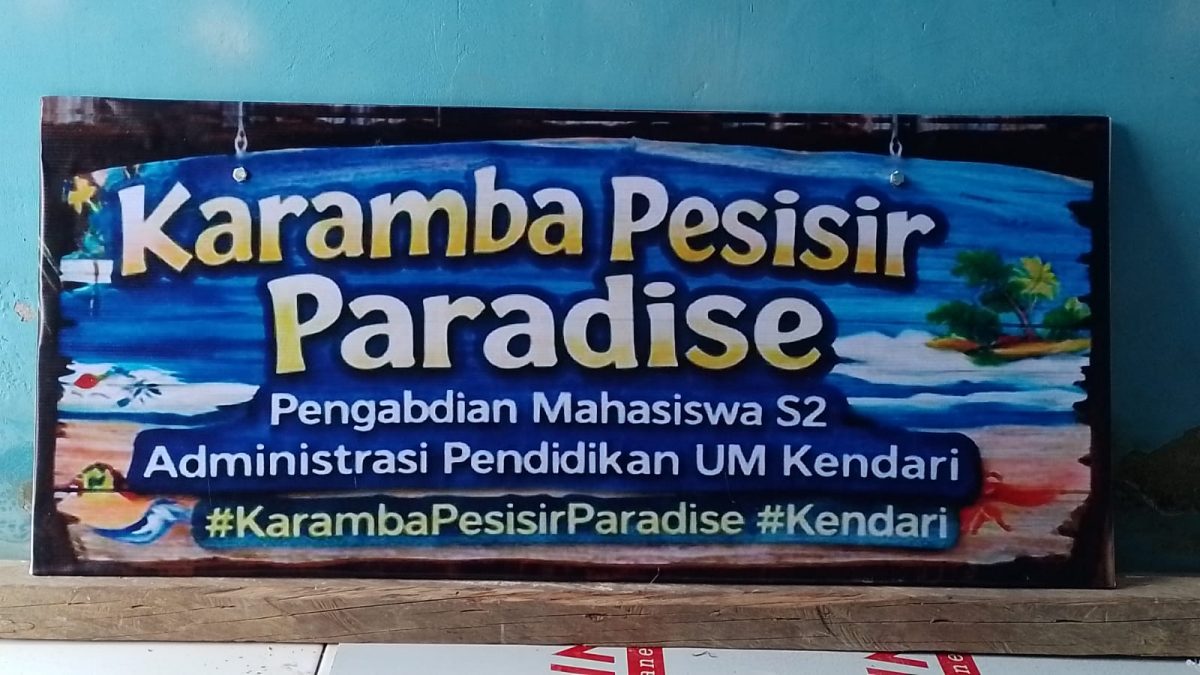 Karamba Pesisir
Paradise
Pengabdian Mahasiswa S2
Administrasi Pendidikan UM Kendari
#KarambaPesisirParadise #Kendari